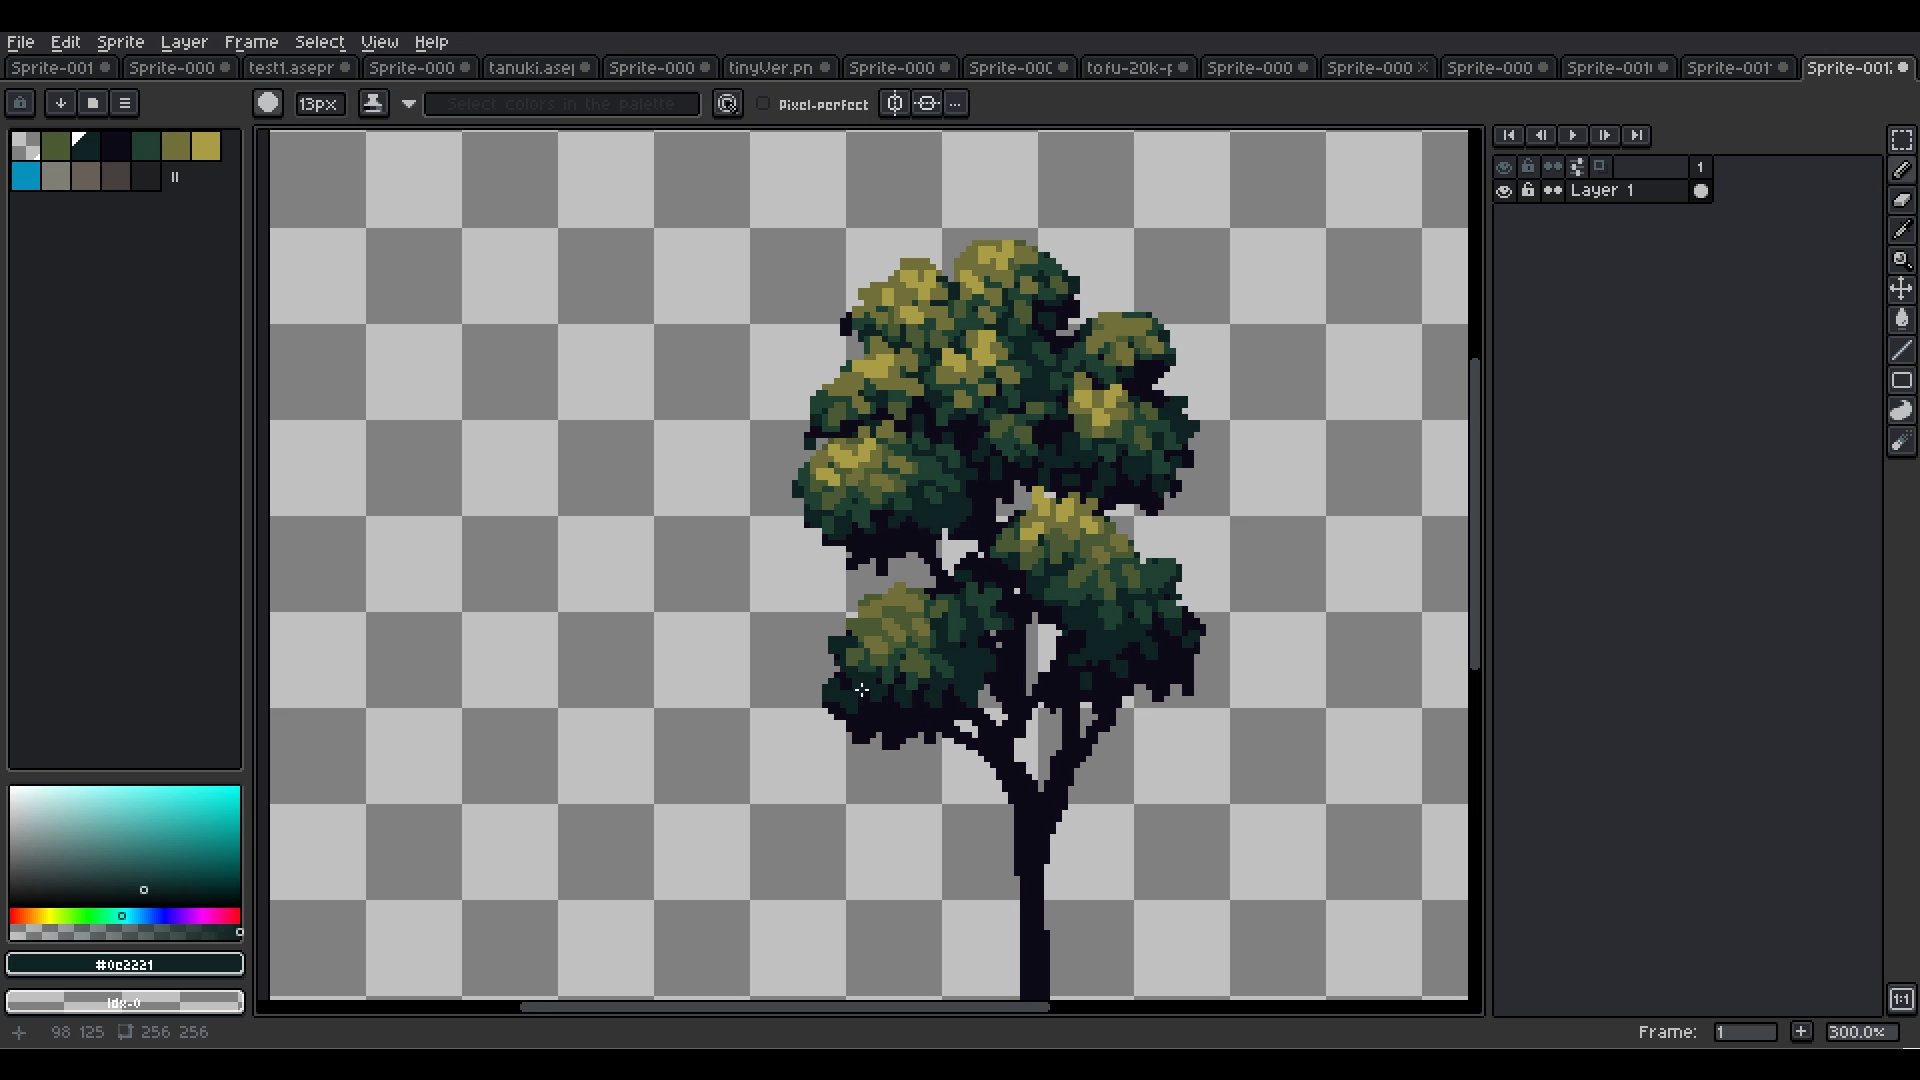 File Edit Sprite Layer Frame Select View Help
Sprite-001 Sprite-000 test1.asepr Sprite-000 tanuki.ase Sprite-000 tinyVer.pn Sprite-000 Sprite-000 tofu-20k- Sprite-000 Sprite-000 Sprite-000 Sprite-001 Sprite-001 Sprite-001
13px Select colors in the palette Pixel-perfect ...
1
Layer 1
#0c2221
Idx-0
98 125 256 256 Frame: 1 + 300.0%
1:1